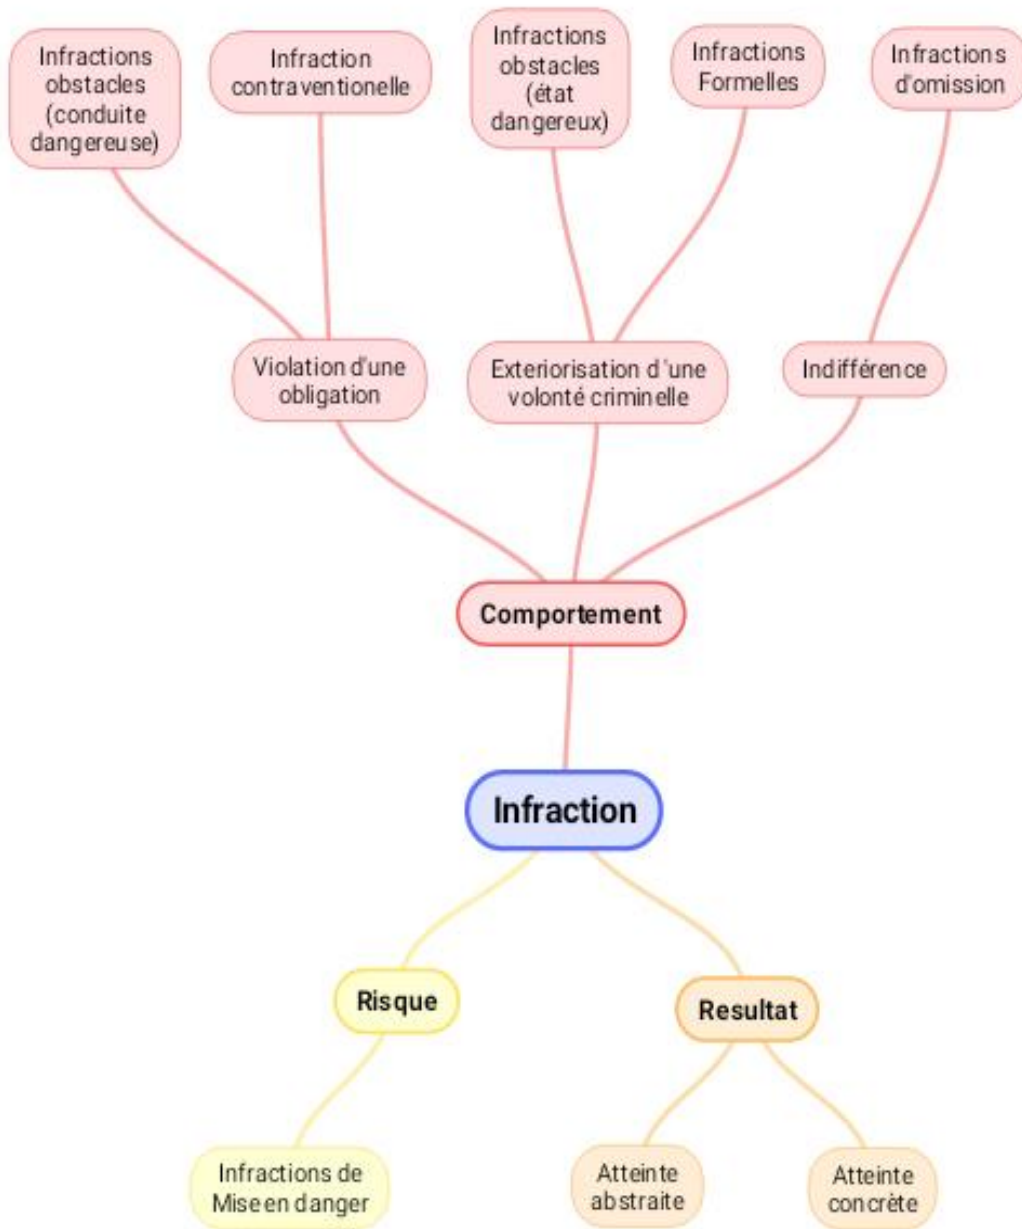 Infractions
obstacles
(conduite
dangereuse)
Infraction
contraventionelle
Infractions
obstacles
(état
dangereux)
Infractions
Formelles
Infractions
d'omission
Violation d'une
obligation
Exteriorisation d'une
volonté criminelle
Indifférence
Comportement
Infraction
Risque
Resultat
Infractions de
Mise en danger
Atteinte
abstraite
Atteinte
concrète